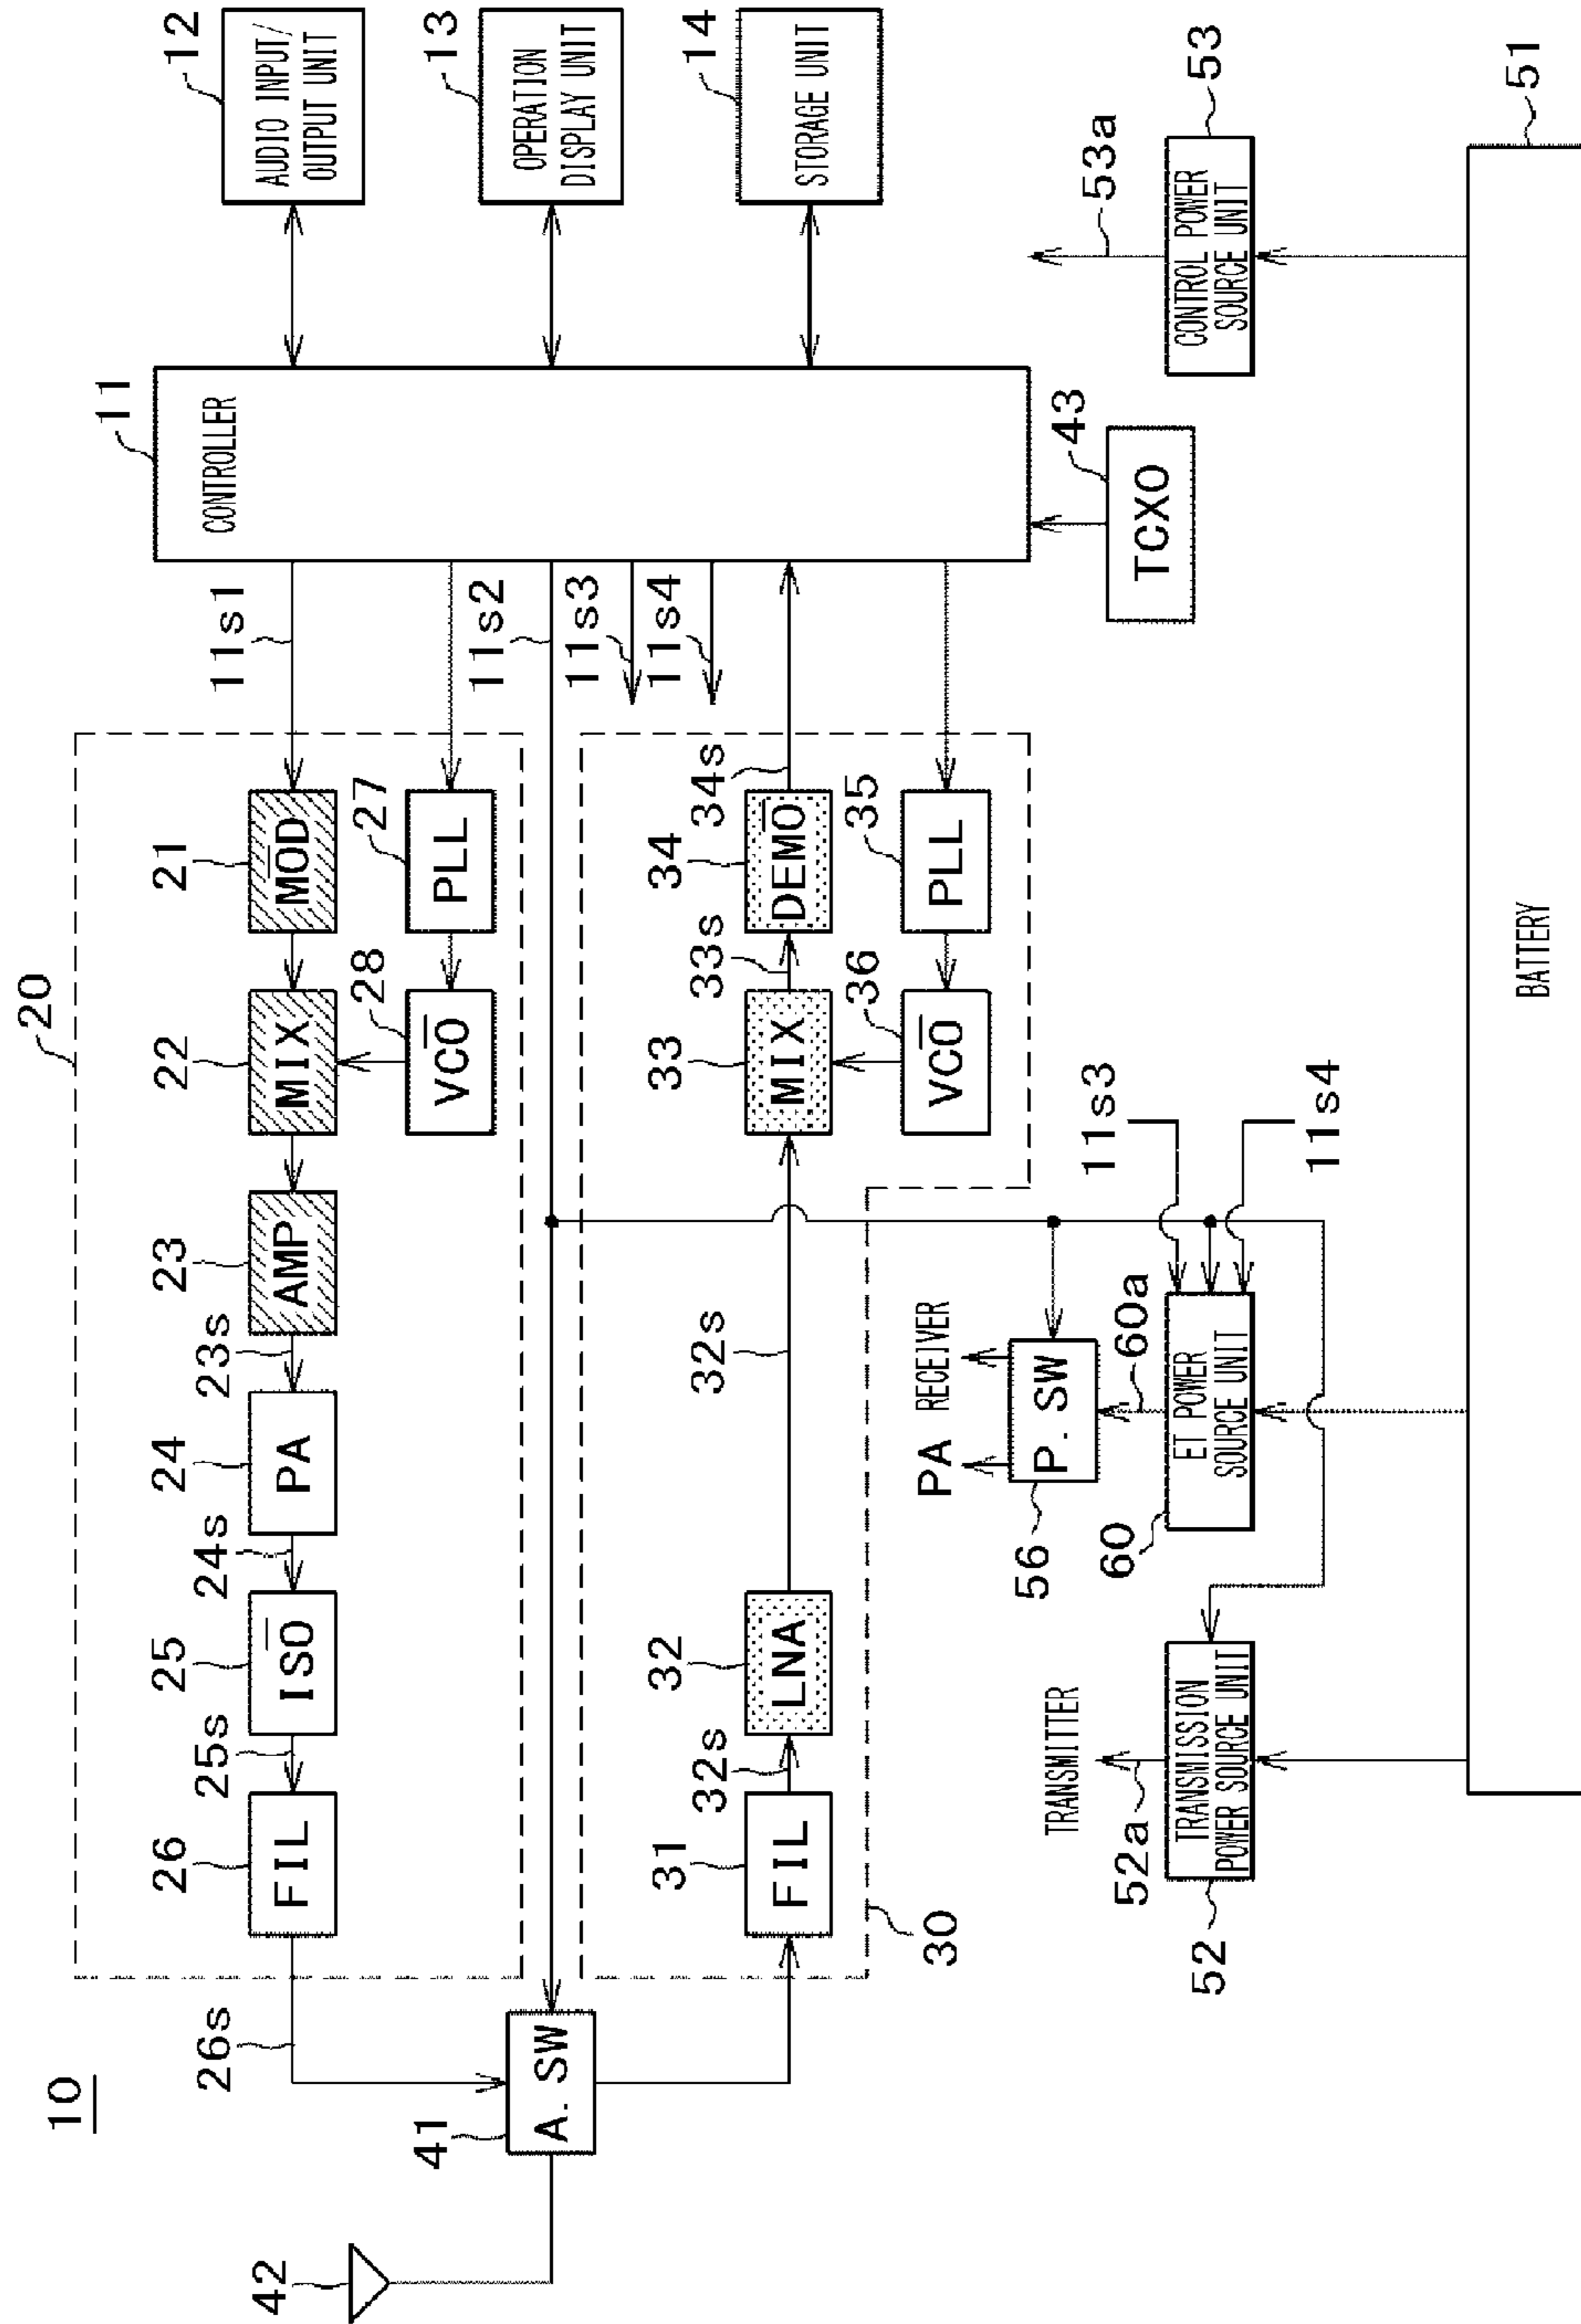 10
20
42
41
A. SW
26s
26
FIL
25s
25
ISO
24s
24
PA
23s
23
AMP
22
MIX
21
MOD
28
VCO
27
PLL
11s1
11s2
11s3
11s4
11
CONTROLLER
12
AUDIO INPUT/
OUTPUT UNIT
13
OPERATION
DISPLAY UNIT
14
STORAGE UNIT
30
31
FIL
32s
32
LNA
32s
33
MIX
33s
34
DEMO
34s
36
VCO
35
PLL
43
TCXO
TRANSMITTER
52a
52
TRANSMISSION
POWER SOURCE UNIT
PA
RECEIVER
56
P. SW
60a
60
ET POWER
SOURCE UNIT
11s3
11s4
53a
53
CONTROL POWER
SOURCE UNIT
51
BATTERY